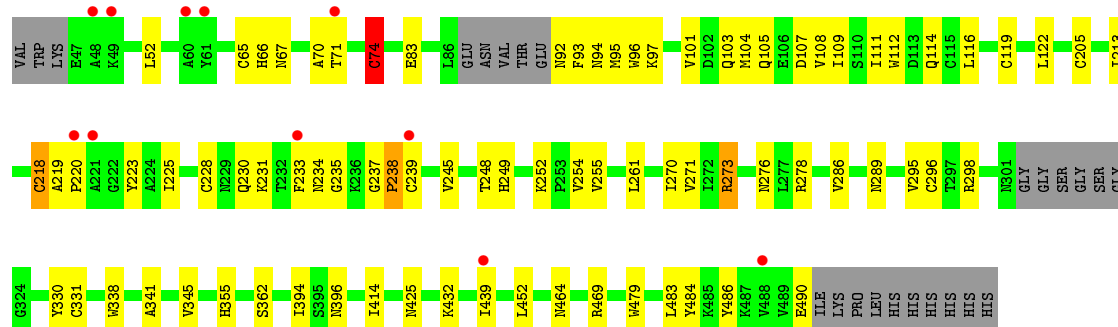 VAL TRP LYS E47 A48 K49 L52 A60 Y61 C65 H66 N67 A70 T71 C74 E83 L86 GLU ASN VAL THR GLU N92 F93 N94 M95 W96 K97 V101 D102 Q103 M104 Q105 E106 D107 V108 I109 S110 I111 W112 D113 Q114 C115 L116 C119 L122 C205 I213
C218 A219 P220 A221 G222 Y223 A224 I225 C228 N229 Q230 K231 T232 F233 N234 G235 K236 G237 P238 C239 V245 T248 H249 K252 P253 V254 V255 L261 I270 V271 I272 R273 N276 L277 R278 V286 N289 V295 C296 T297 R298 N301 GLY GLY SER GLY SER GLY
G324 Y330 C331 W338 A341 V345 H355 S362 I394 S395 N396 I414 N425 K432 I439 L452 N464 R469 W479 L483 Y484 K485 Y486 K487 V488 V489 E490 ILE LYS PRO LEU HIS HIS HIS HIS HIS HIS